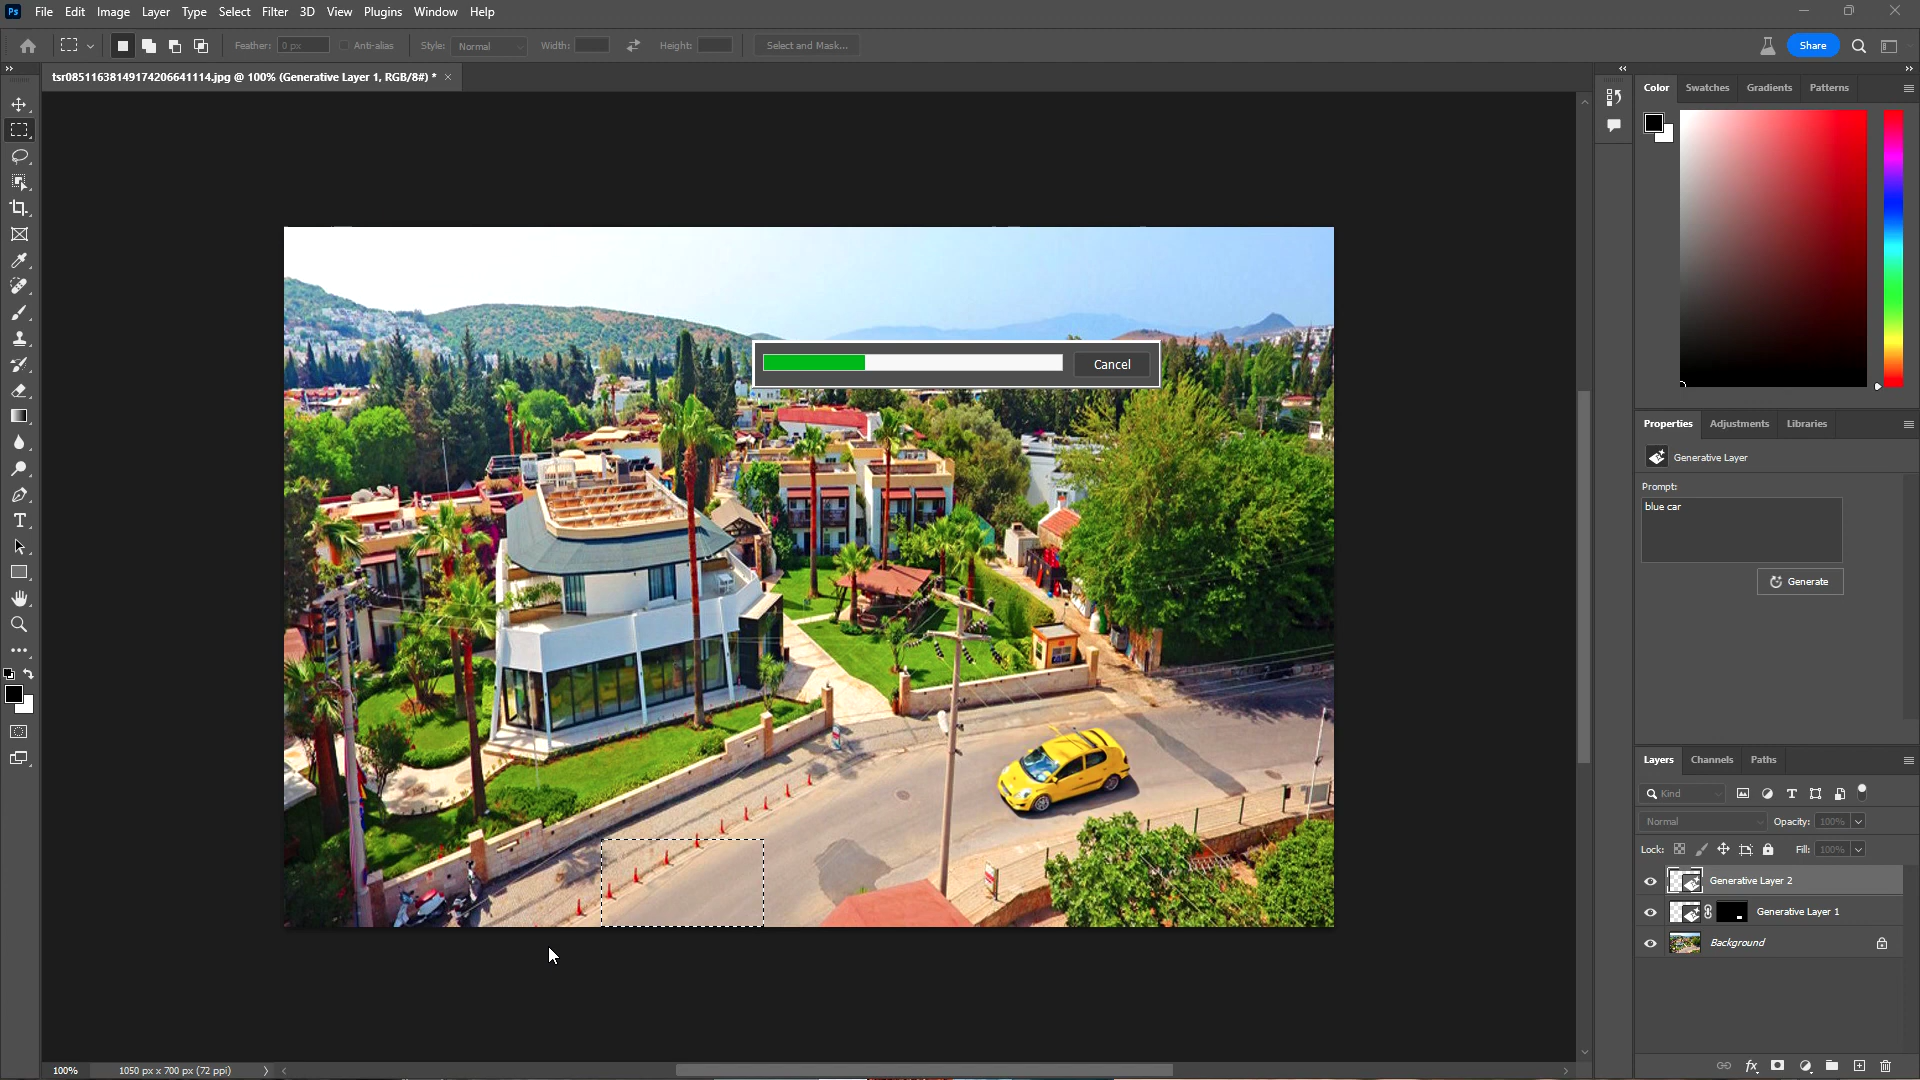 Ps File Edit Image Layer Type Select Filter 3D View Plugins Window Help
Feather: 0 px Anti-alias Style: Normal Width: Height: Select and Mask... Share
tsr08511638149174206641114.jpg @ 100% (Generative Layer 1, RGB/8#) *
Color Swatches Gradients Patterns
Cancel
Properties Adjustments Libraries
Generative Layer
Prompt:
blue car
Generate
Layers Channels Paths
Kind
Normal Opacity: 100%
Lock: Fill: 100%
Generative Layer 2
Generative Layer 1
Background
100% 1050 px x 700 px (72 ppi)